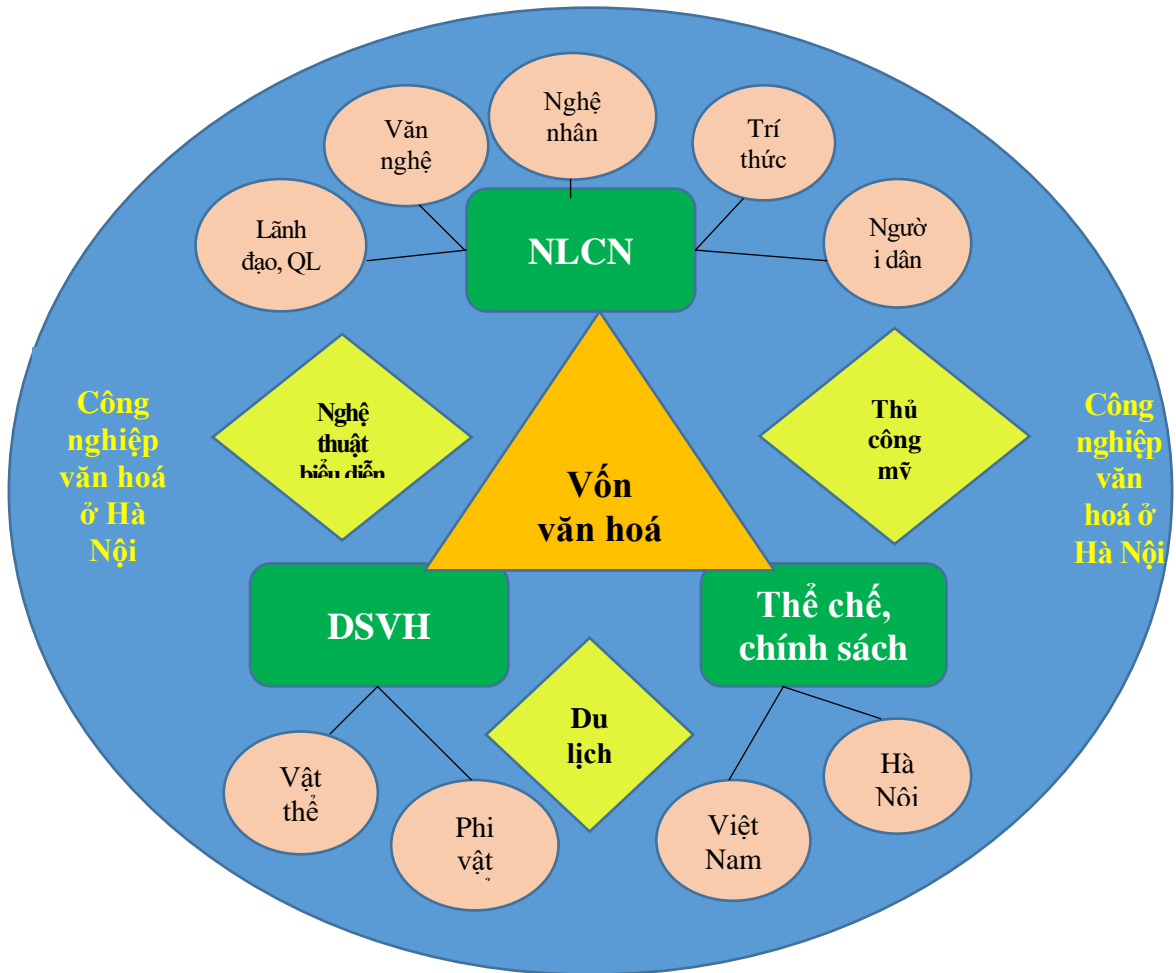 Nghệ
nhân
Văn
nghệ
Trí
thức
Lãnh
đạo, QL
NLCN
Ngườ
i dân
Công
nghiệp
văn hoá
ở Hà
Nội
Nghệ
thuật
biểu diễn
Vốn
văn hoá
Thủ
công
mỹ
Công
nghiệp
văn
hoá ở
Hà Nội
DSVH
Thể chế,
chính sách
Du
lịch
Vật
thể
Phi
vật
Việt
Nam
Hà
Nội